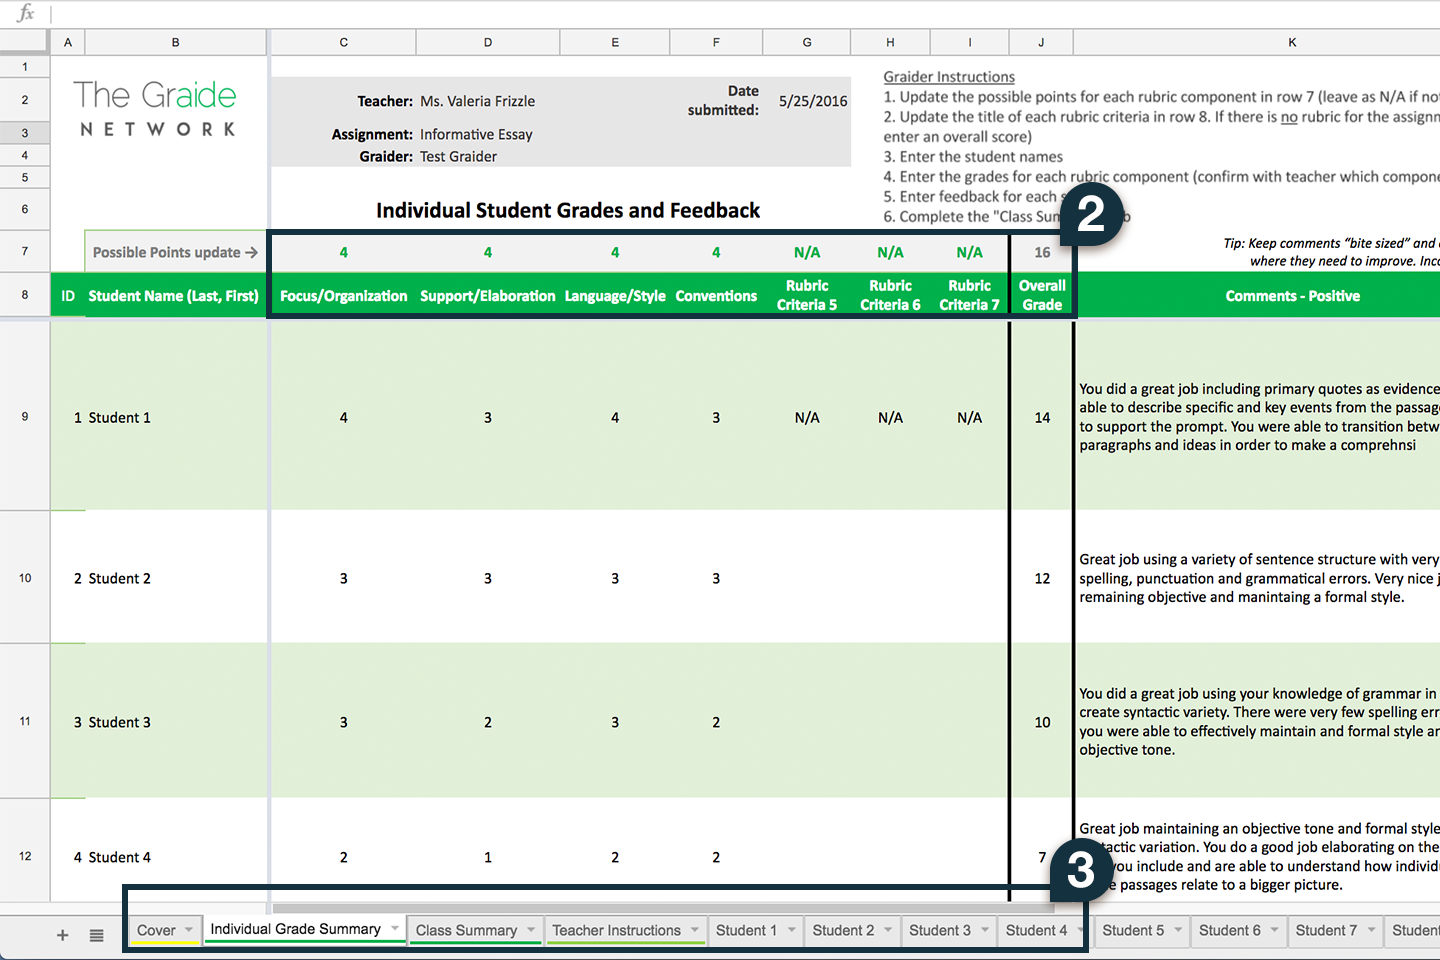 fx
A B C D E F G H I J K
1
The Graide
NETWORK
Graider Instructions
2
Teacher: Ms. Valeria Frizzle
Date
submitted: 5/25/2016
1. Update the possible points for each rubric component in row 7 (leave as N/A if not
2. Update the title of each rubric criteria in row 8. If there is no rubric for the assignm
3
Assignment: Informative Essay
enter an overall score)
4
Graider: Test Graider
3. Enter the student names
5
4. Enter the grades for each rubric component (confirm with teacher which compone
5. Enter feedback for each s
6
Individual Student Grades and Feedback
6. Complete the "Class Sum b
2
7
Possible Points update → 4 4 4 4 N/A N/A N/A 16
Tip: Keep comments "bite sized" and
where they need to improve. Inco
8
ID Student Name (Last, First) Focus/Organization Support/Elaboration Language/Style Conventions Rubric Criteria 5 Rubric Criteria 6 Rubric Criteria 7 Overall Grade Comments - Positive
9
1 Student 1 4 3 4 3 N/A N/A N/A 14
You did a great job including primary quotes as evidence
able to describe specific and key events from the passag
to support the prompt. You were able to transition betw
paragraphs and ideas in order to make a comprehnsi
10
2 Student 2 3 3 3 3 12
Great job using a variety of sentence structure with very
spelling, punctuation and grammatical errors. Very nice j
remaining objective and manintaing a formal style.
11
3 Student 3 3 2 3 2 10
You did a great job using your knowledge of grammar in
create syntactic variety. There were very few spelling err
you were able to effectively maintain and formal style an
objective tone.
12
4 Student 4 2 1 2 2 7
Great job maintaining an objective tone and formal style
tactic variation. You do a good job elaborating on the
you include and are able to understand how individu
e passages relate to a bigger picture.
3
+ Cover Individual Grade Summary Class Summary Teacher Instructions Student 1 Student 2 Student 3 Student 4 Student 5 Student 6 Student 7 Student